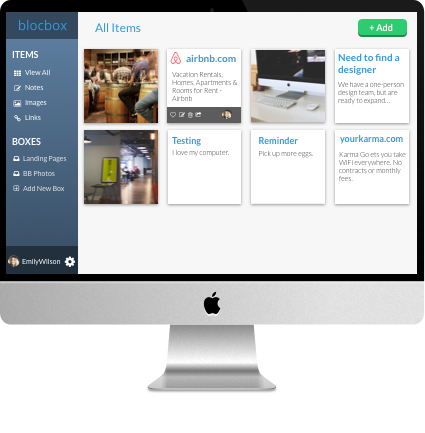 blocbox
All Items
+ Add
ITEMS
View All
Notes
Images
Links
BOXES
Landing Pages
BB Photos
Add New Box
EmilyWilson
airbnb.com
Vacation Rentals,
Homes, Apartments &
Rooms for Rent -
Airbnb
Need to find a
designer
We have a one-person
design team, but are
ready to expand...
Testing
I love my computer.
Reminder
Pick up more eggs.
yourkarma.com
Karma Go lets you take
WiFi everywhere. No
contracts or monthly
fees.